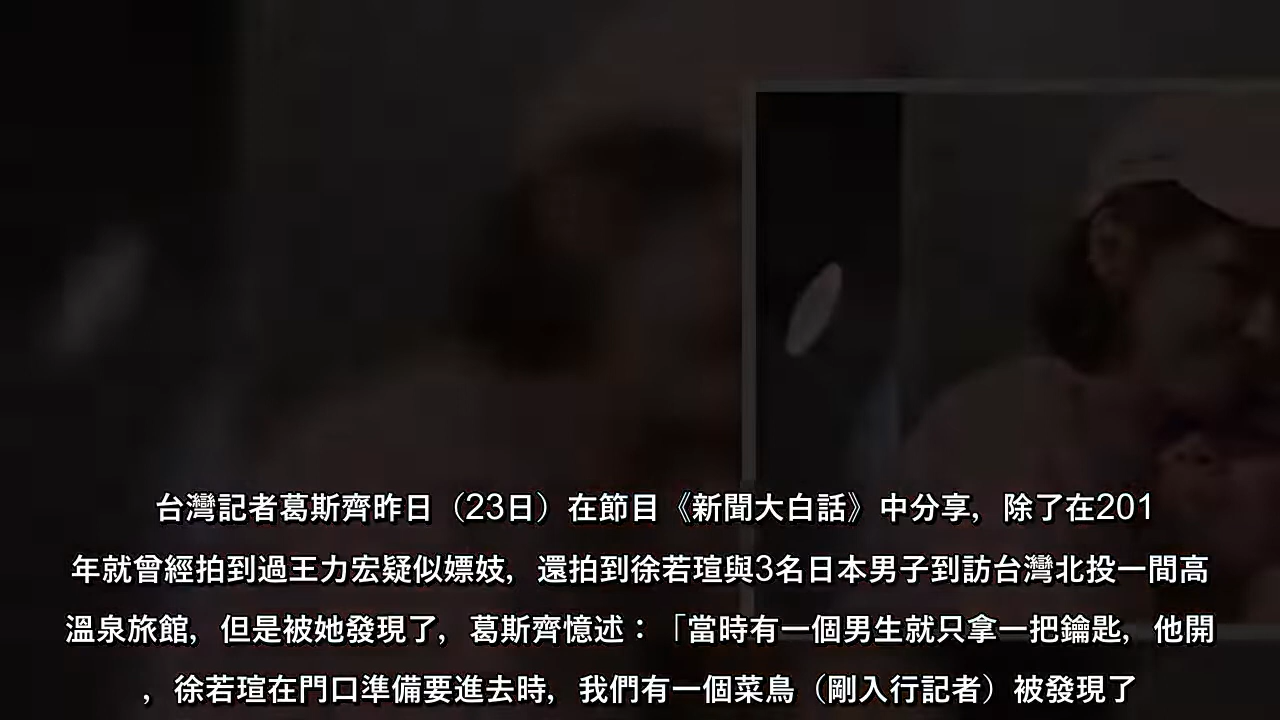 台灣記者葛斯齊昨日（23日）在節目《新聞大白話》中分享，除了在201
年就曾經拍到過王力宏疑似嫖妓，還拍到徐若瑄與3名日本男子到訪台灣北投一間高
溫泉旅館，但是被她發現了，葛斯齊憶述：「當時有一個男生就只拿一把鑰匙，他開
，徐若瑄在門口準備要進去時，我們有一個菜鳥（剛入行記者）被發現了